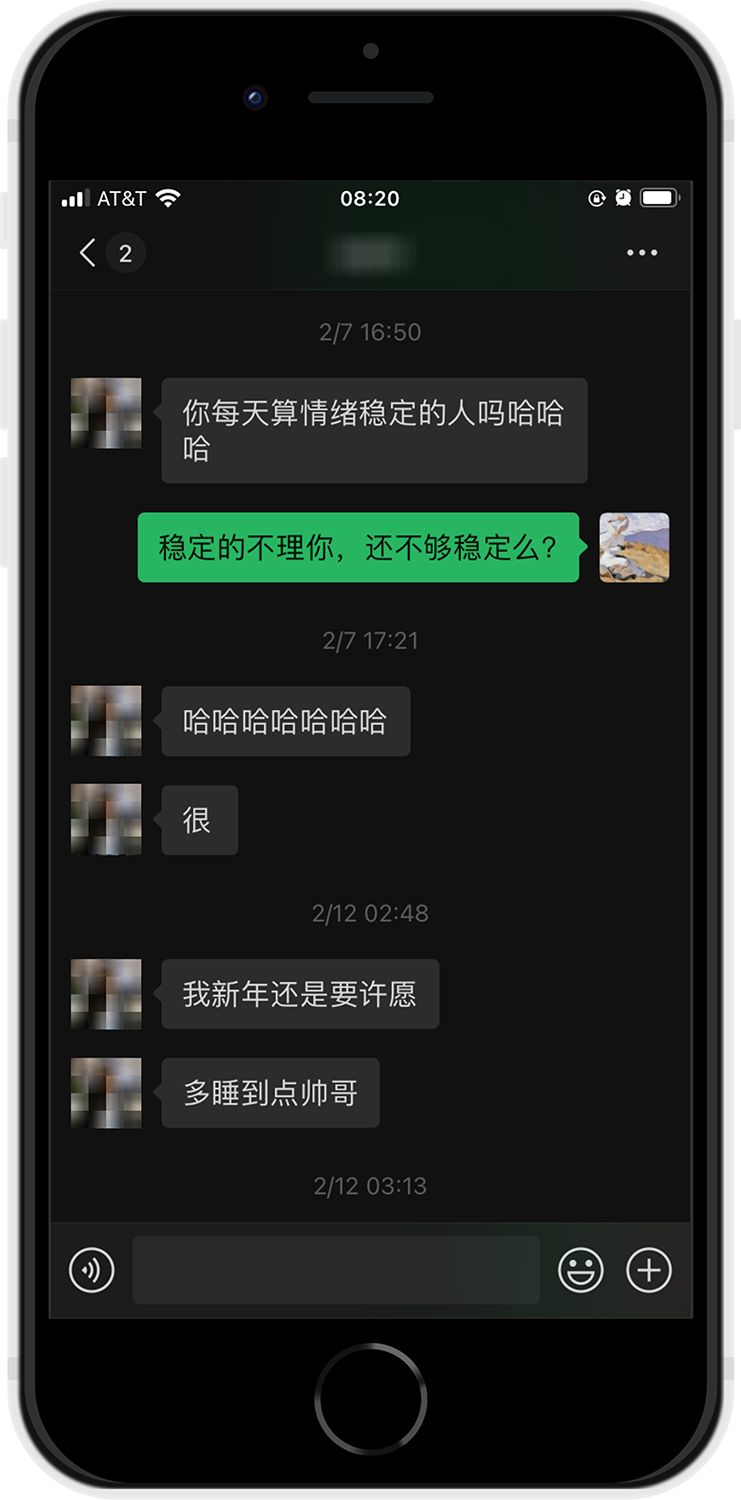 AT&T 08:20
2
2/7 16:50
你每天算情绪稳定的人吗哈哈
哈
稳定的不理你，还不够稳定么？
2/7 17:21
哈哈哈哈哈哈哈
很
2/12 02:48
我新年还是要许愿
多睡到点帅哥
2/12 03:13